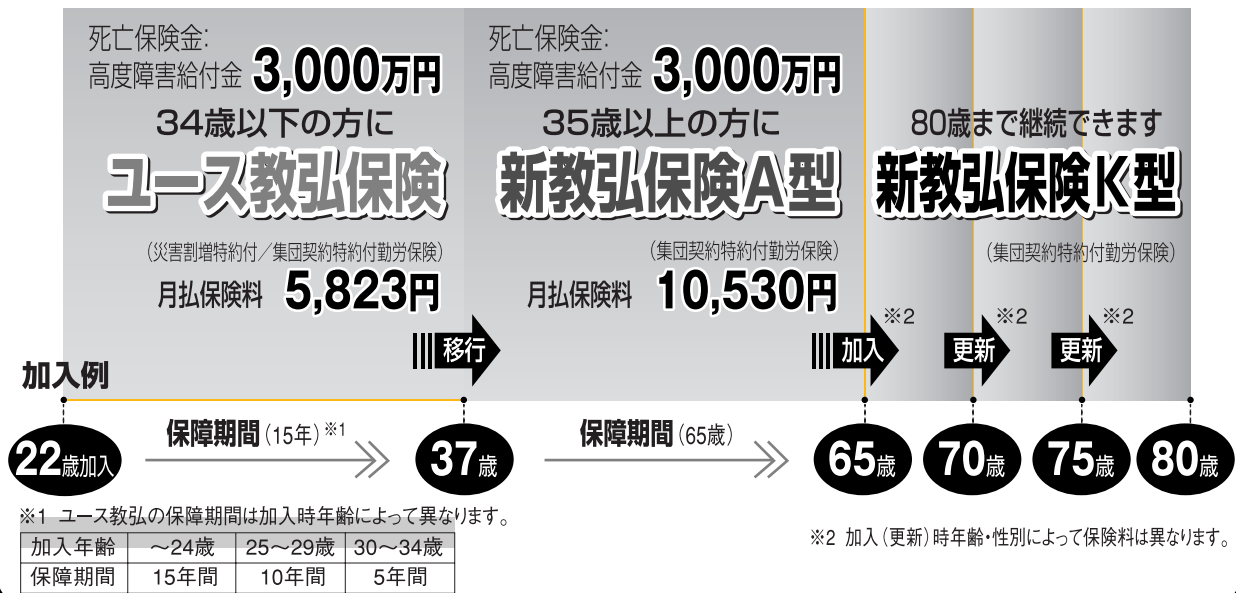 死亡保険金:
高度障害給付金 3,000万円
34歳以下の方に
ユース教弘保険
(災害割増特約付/集団契約特約付勤労保険)
月払保険料 5,823円
死亡保険金:
高度障害給付金 3,000万円
35歳以上の方に
新教弘保険A型
(集団契約特約付勤労保険)
月払保険料 10,530円
80歳まで継続できます
新教弘保険K型
(集団契約特約付勤労保険)
移行
加入 ※2
更新 ※2
更新 ※2
加入例
22歳加入
保障期間(15年)※1
37歳
保障期間(65歳)
65歳
70歳
75歳
80歳
※1 ユース教弘の保障期間は加入時年齢によって異なります。
加入年齢 ～24歳 25～29歳 30～34歳
保障期間 15年間 10年間 5年間
※2 加入(更新)時年齢・性別によって保険料は異なります。